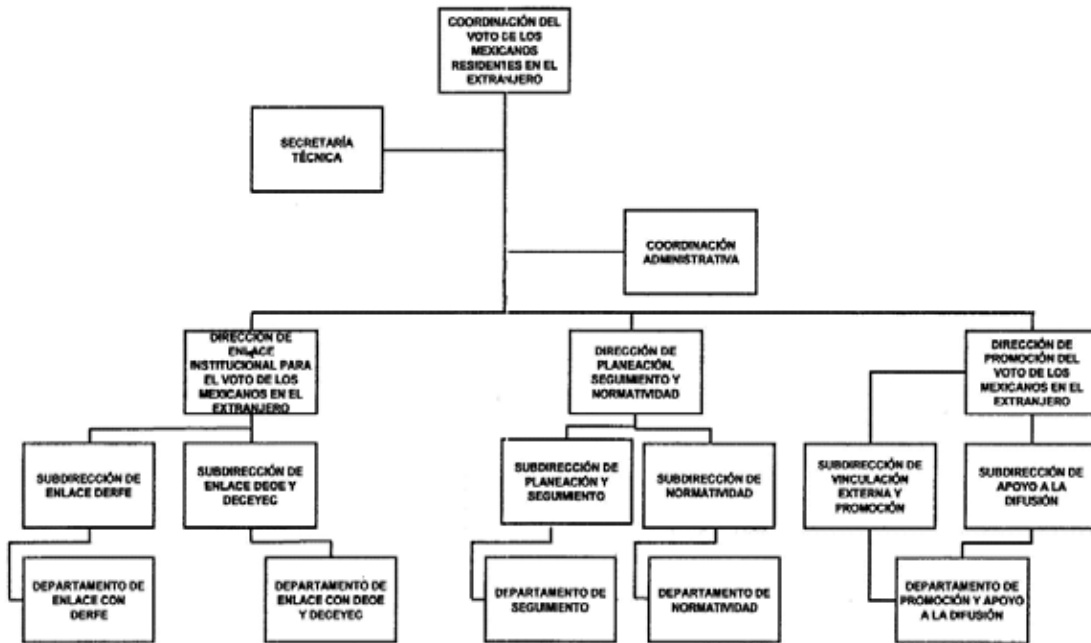 COORDINACIÓN DEL
VOTO DE LOS
MEXICANOS
RESIDENTES EN EL
EXTRANJERO
SECRETARÍA
TÉCNICA
COORDINACIÓN
ADMINISTRATIVA
DIRECCIÓN DE
ENLACE
INSTITUCIONAL PARA
EL VOTO DE LOS
MEXICANOS EN EL
EXTRANJERO
DIRECCIÓN DE
PLANEACIÓN,
SEGUIMIENTO Y
NORMATIVIDAD
DIRECCIÓN DE
PROMOCIÓN DEL
VOTO DE LOS
MEXICANOS EN EL
EXTRANJERO
SUBDIRECCIÓN DE
ENLACE DERFE
SUBDIRECCIÓN DE
ENLACE DEOE Y
DECEYEC
SUBDIRECCIÓN DE
PLANEACIÓN Y
SEGUIMIENTO
SUBDIRECCIÓN DE
NORMATIVIDAD
SUBDIRECCIÓN DE
VINCULACIÓN
EXTERNA Y
PROMOCIÓN
SUBDIRECCIÓN DE
APOYO A LA
DIFUSIÓN
DEPARTAMENTO DE
ENLACE CON
DERFE
DEPARTAMENTO DE
ENLACE CON DEOE
Y DECEYEC
DEPARTAMENTO DE
SEGUIMIENTO
DEPARTAMENTO DE
NORMATIVIDAD
DEPARTAMENTO DE
PROMOCIÓN Y APOYO
A LA DIFUSIÓN